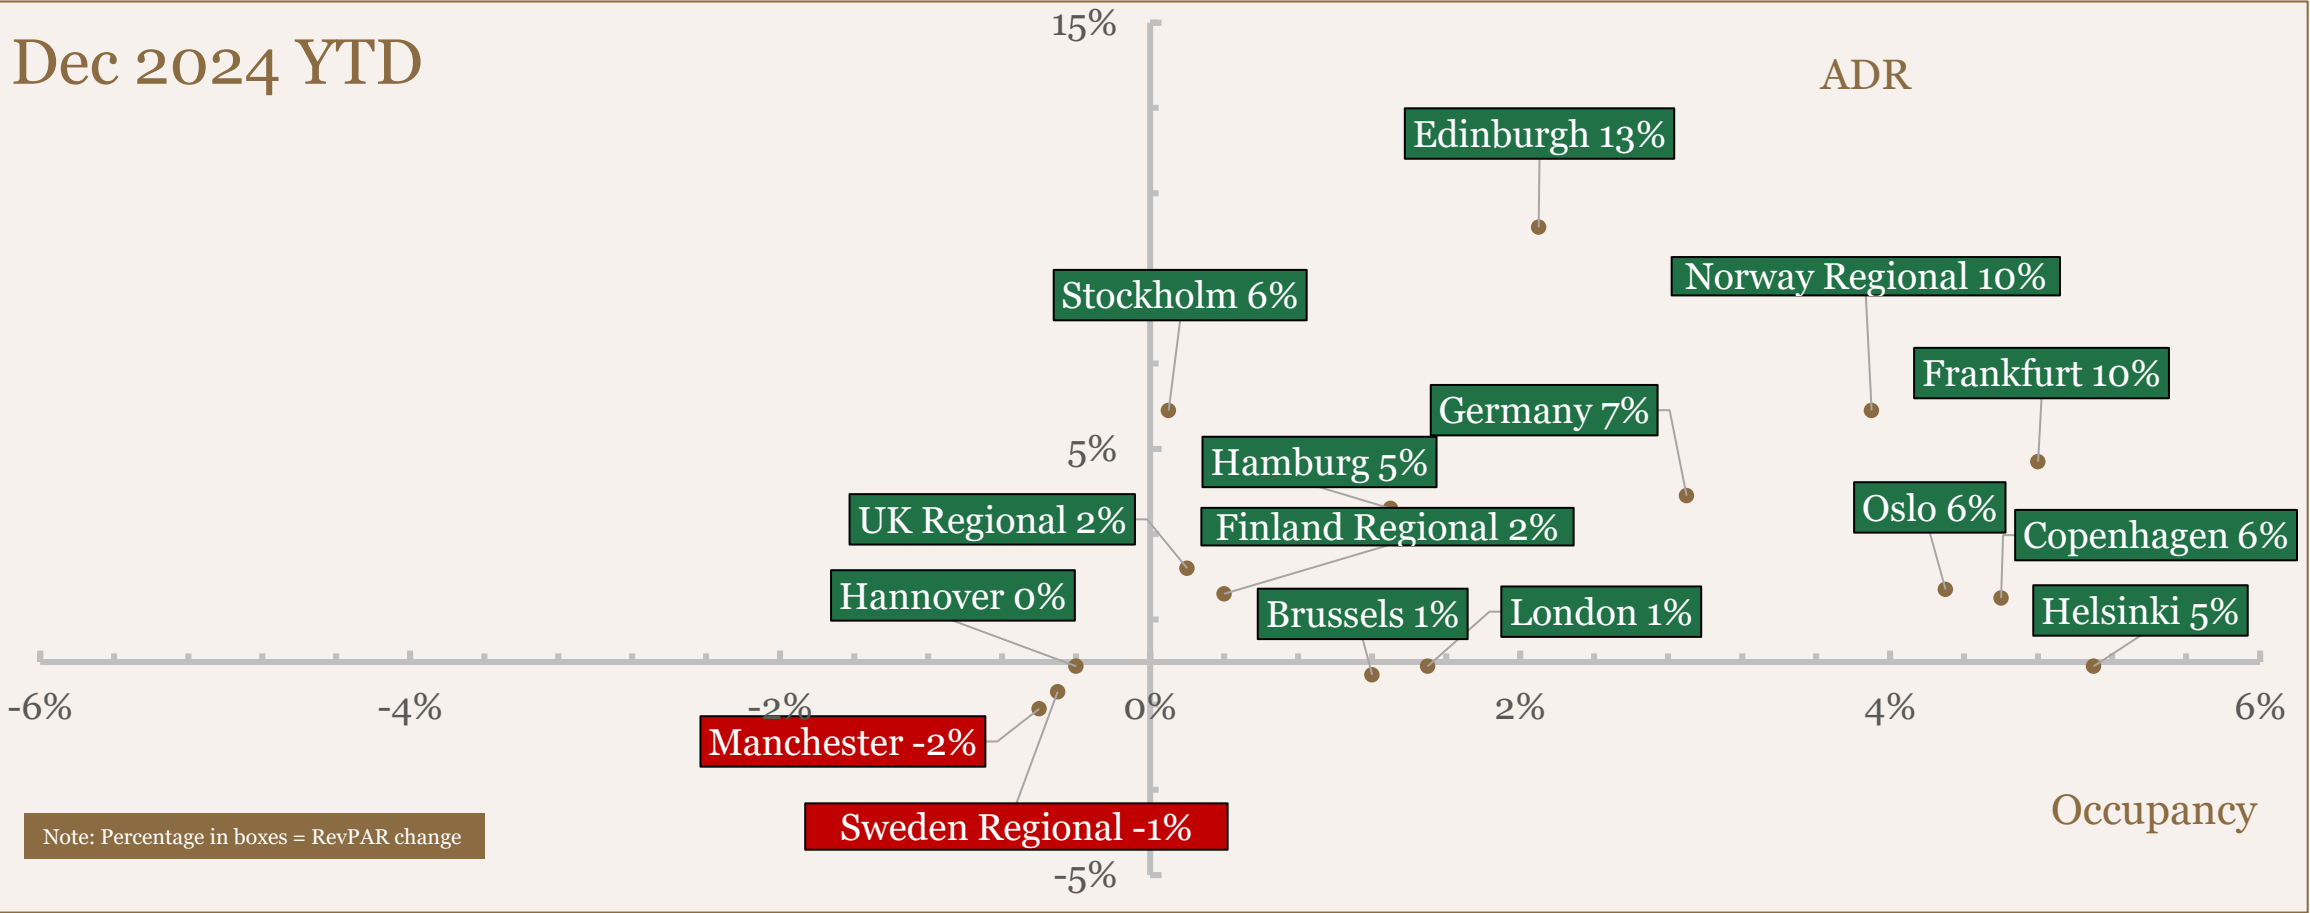 Dec 2024 YTD
15%
ADR
Edinburgh 13%
Norway Regional 10%
Stockholm 6%
Frankfurt 10%
Germany 7%
5%
Hamburg 5%
UK Regional 2%
Finland Regional 2%
Oslo 6%
Copenhagen 6%
Hannover 0%
Brussels 1%
London 1%
Helsinki 5%
-6%
-4%
-2%
0%
2%
4%
6%
Manchester -2%
Sweden Regional -1%
Occupancy
Note: Percentage in boxes = RevPAR change
-5%